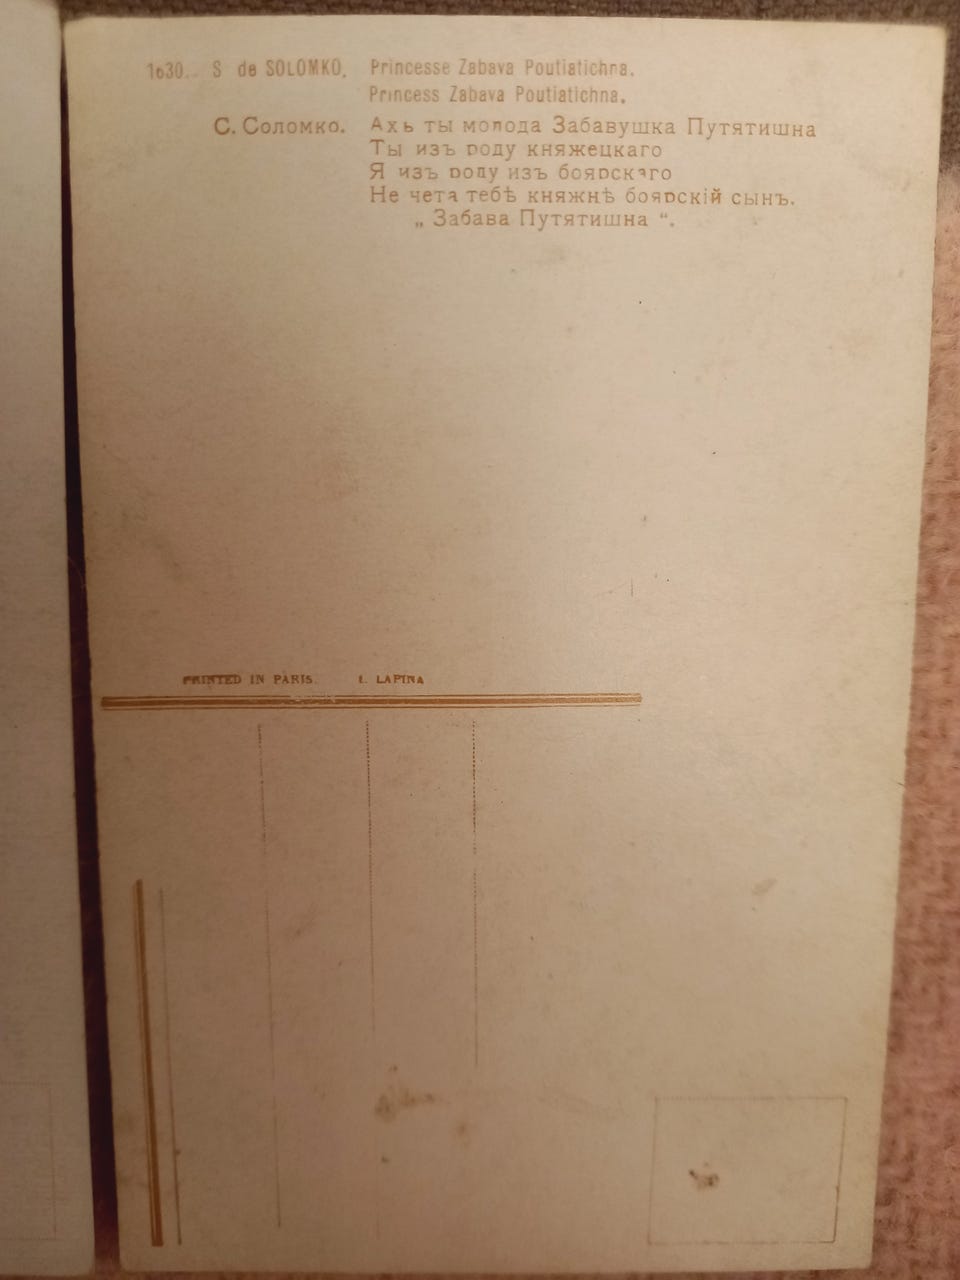 1630. S de SOLOMKO. Princesse Zabava Poutiatichna.
Princess Zabava Poutiatichna.
С. Соломко. Ахъ ты молода Забавушка Путятишна
Ты изъ роду княжецкаго
Я изъ роду изъ боярскаго
Не чета тебѣ княжнѣ боярскій сынъ.
„ Забава Путятишна “.
PRINTED IN PARIS. I. LAPINA